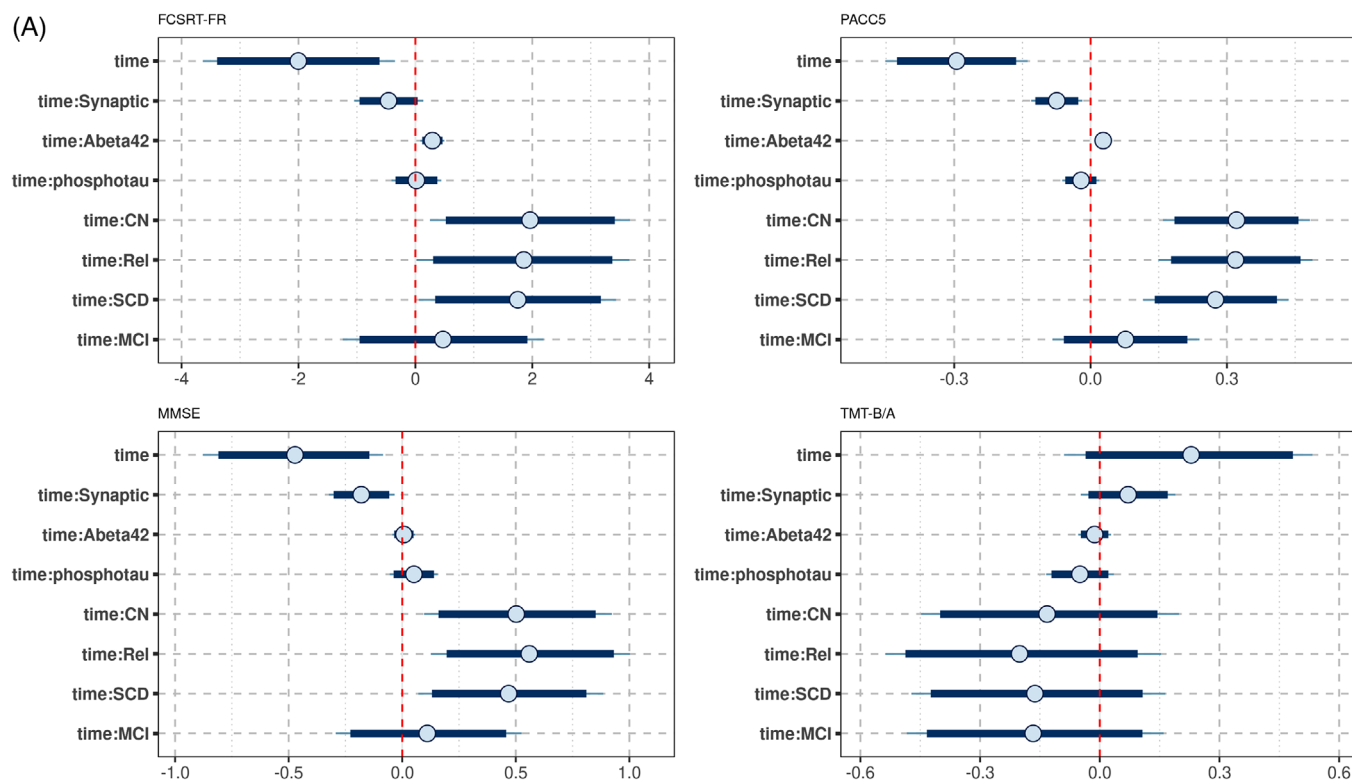 (A)
FCSRT-FR
time
time:Synaptic
time:Abeta42
time:phosphotau
time:CN
time:Rel
time:SCD
time:MCI
-4 -2 0 2 4
PACC5
time
time:Synaptic
time:Abeta42
time:phosphotau
time:CN
time:Rel
time:SCD
time:MCI
-0.3 0.0 0.3
MMSE
time
time:Synaptic
time:Abeta42
time:phosphotau
time:CN
time:Rel
time:SCD
time:MCI
-1.0 -0.5 0.0 0.5 1.0
TMT-B/A
time
time:Synaptic
time:Abeta42
time:phosphotau
time:CN
time:Rel
time:SCD
time:MCI
-0.6 -0.3 0.0 0.3 0.6